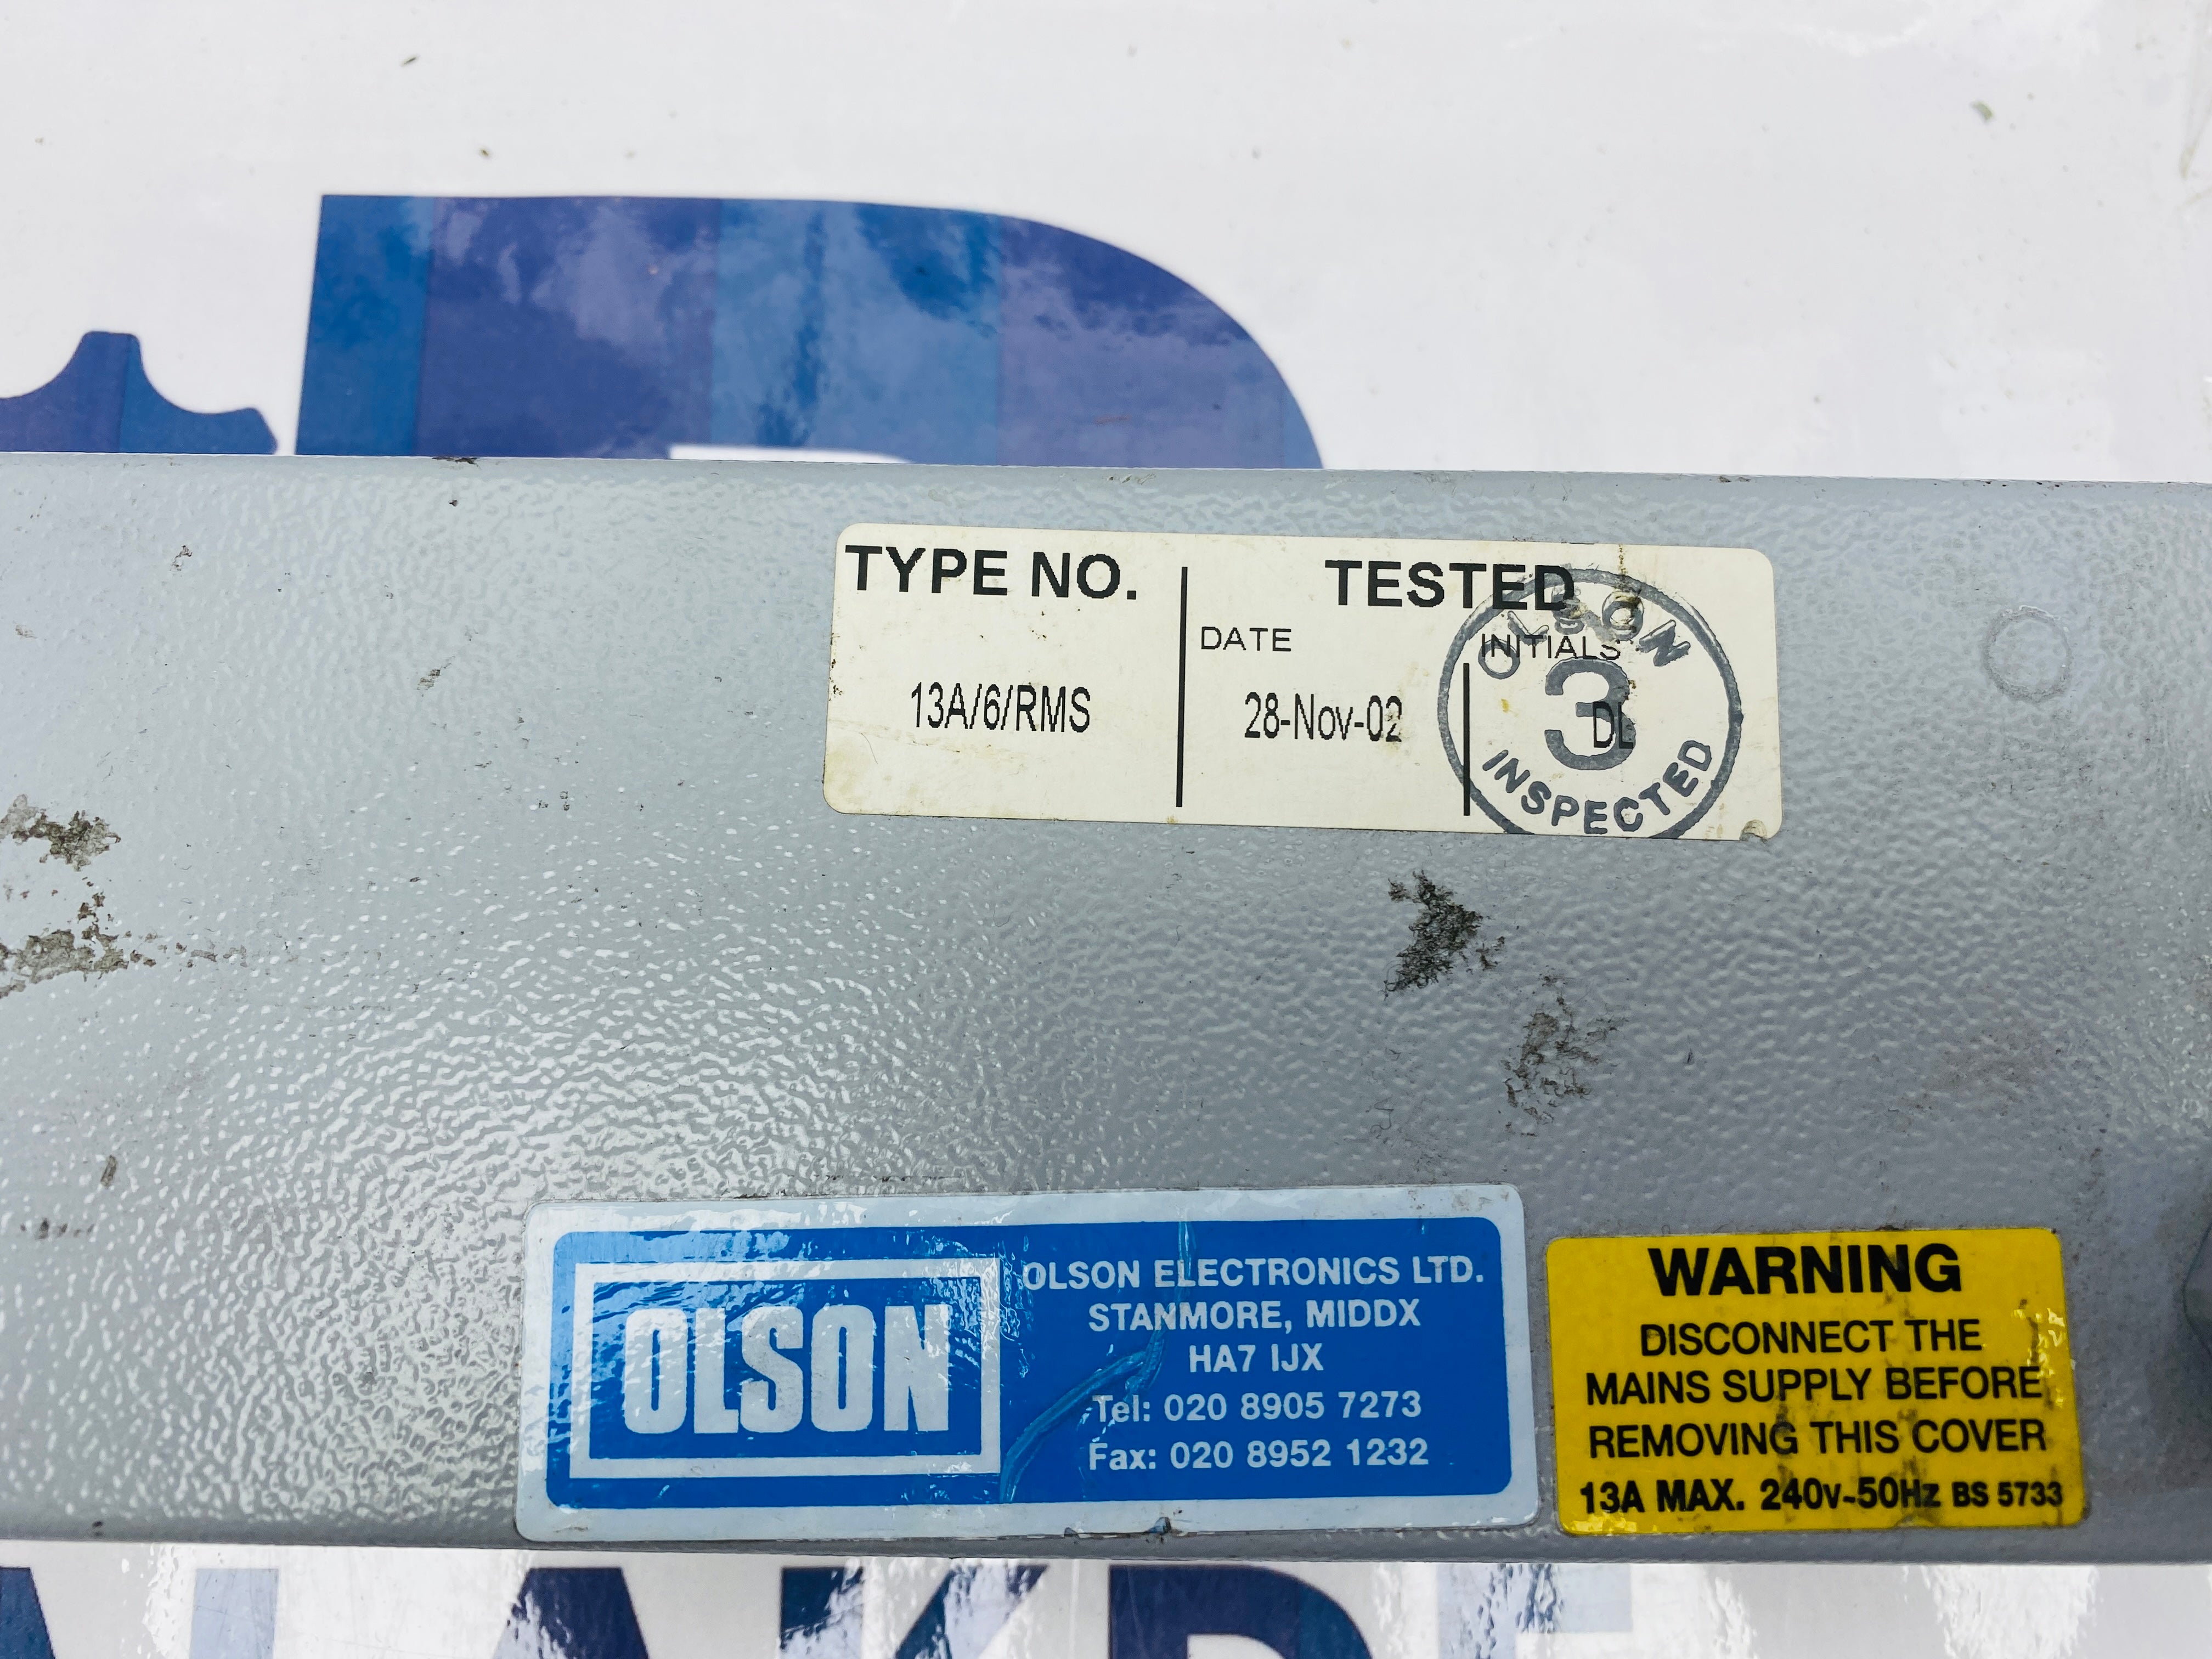 TYPE NO.
TESTED
DATE
INITIALS
13A/6/RMS
28-Nov-02
DL
OLSON
3
INSPECTED
OLSON
OLSON ELECTRONICS LTD.
STANMORE, MIDDX
HA7 IJX
Tel: 020 8905 7273
Fax: 020 8952 1232
WARNING
DISCONNECT THE
MAINS SUPPLY BEFORE
REMOVING THIS COVER
13A MAX. 240v~50Hz BS 5733